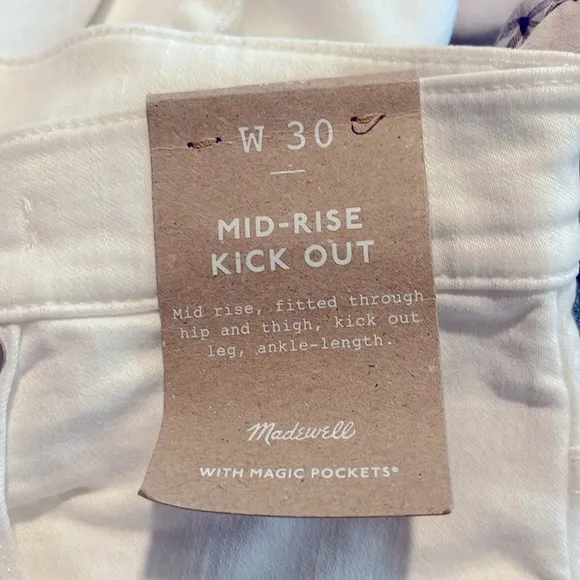 W 30
MID-RISE
KICK OUT
Mid rise, fitted through
hip and thigh, kick out
leg, ankle-length.
Madewell
WITH MAGIC POCKETS®